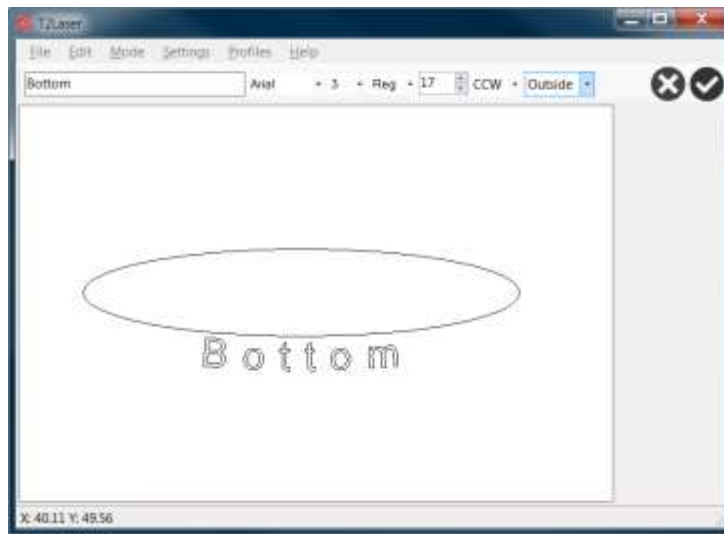 T2Laser
File Edit Mode Settings Profiles Help
Bottom Arial 3 Reg 17 CCW Outside
Bottom
X: 40.11 Y: 49.56